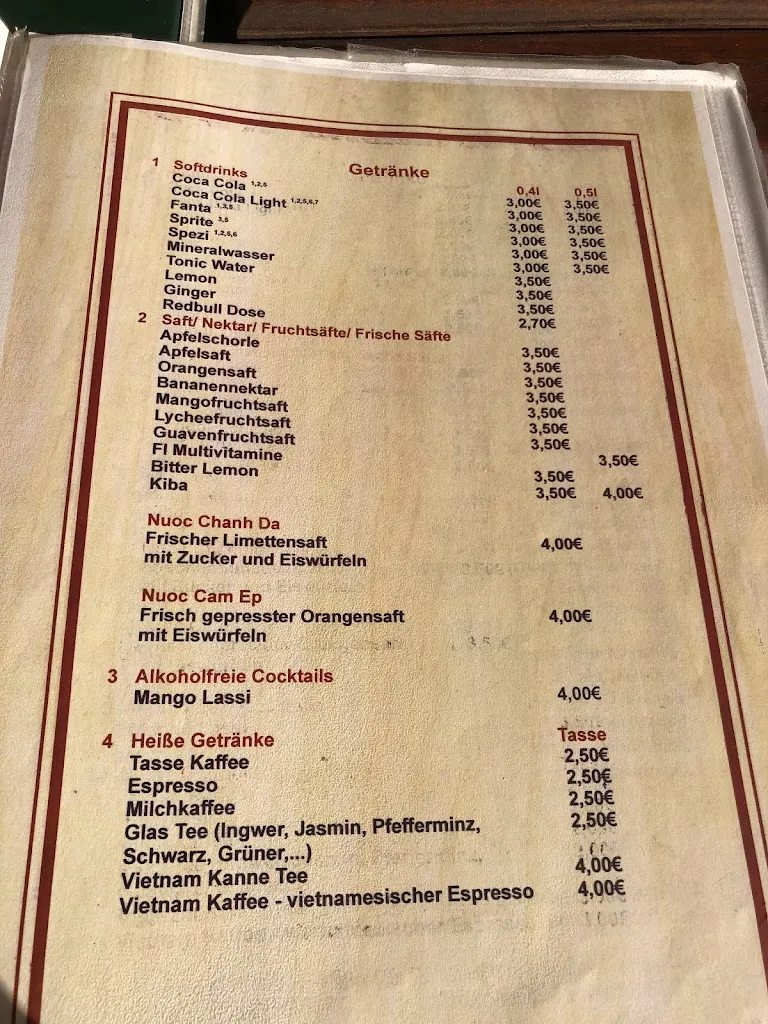 Getränke
1 Softdrinks 0,4l 0,5l
Coca Cola 1,2,5 3,00€ 3,50€
Coca Cola Light 1,2,5,6,7 3,00€ 3,50€
Fanta 1,3,5 3,00€ 3,50€
Sprite 3,5 3,00€ 3,50€
Spezi 1,2,5,6 3,00€ 3,50€
Mineralwasser 3,00€ 3,50€
Tonic Water 3,50€
Lemon 3,50€
Ginger 3,50€
Redbull Dose 2,70€
2 Saft/ Nektar/ Fruchtsäfte/ Frische Säfte
Apfelschorle 3,50€
Apfelsaft 3,50€
Orangensaft 3,50€
Bananennektar 3,50€
Mangofruchtsaft 3,50€
Lycheefruchtsaft 3,50€
Guavenfruchtsaft 3,50€
Fl Multivitamine 3,50€
Bitter Lemon 3,50€
Kiba 3,50€ 4,00€
Nuoc Chanh Da
Frischer Limettensaft 4,00€
mit Zucker und Eiswürfeln
Nuoc Cam Ep
Frisch gepresster Orangensaft 4,00€
mit Eiswürfeln
3 Alkoholfreie Cocktails
Mango Lassi 4,00€
4 Heiße Getränke Tasse
Tasse Kaffee 2,50€
Espresso 2,50€
Milchkaffee 2,50€
Glas Tee (Ingwer, Jasmin, Pfefferminz, 2,50€
Schwarz, Grüner,...)
Vietnam Kanne Tee 4,00€
Vietnam Kaffee - vietnamesischer Espresso 4,00€